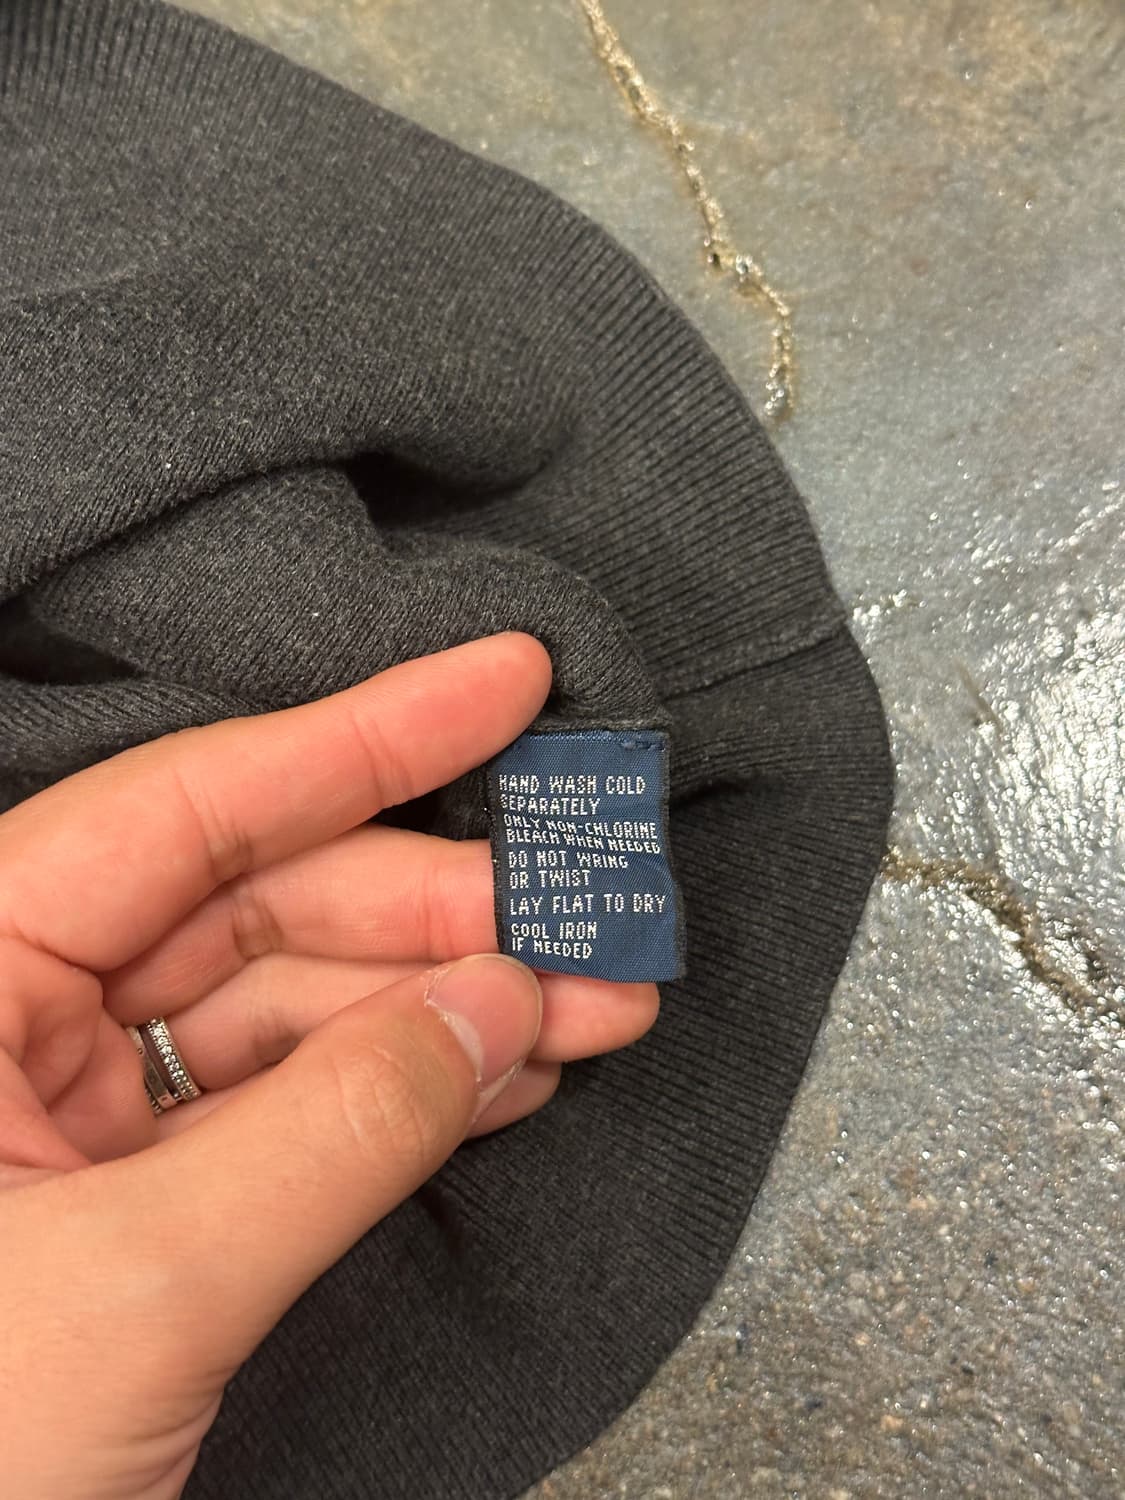 HAND WASH COLD
SEPARATELY
ONLY NON-CHLORINE
BLEACH WHEN NEEDED
DO NOT WRING
OR TWIST
LAY FLAT TO DRY
COOL IRON
IF NEEDED